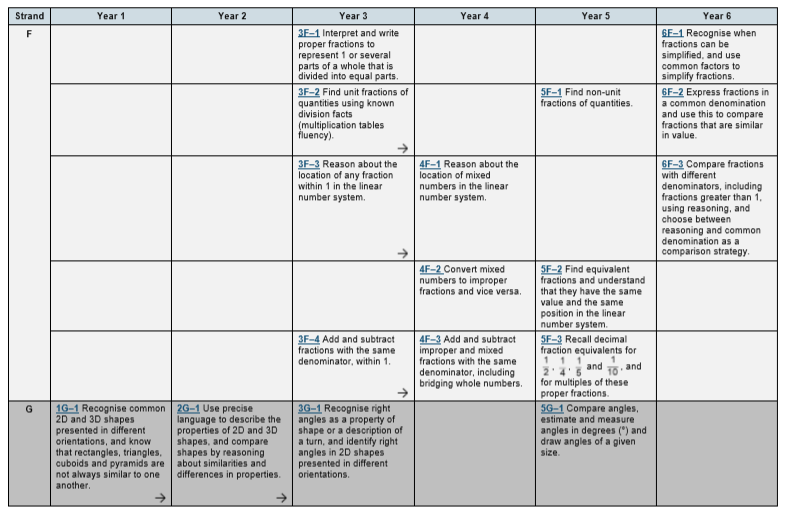 Strand Year 1 Year 2 Year 3 Year 4 Year 5 Year 6
F
3F–1 Interpret and write
proper fractions to
represent 1 or several
parts of a whole that is
divided into equal parts.
6F–1 Recognise when
fractions can be
simplified, and use
common factors to
simplify fractions.
3F–2 Find unit fractions of
quantities using known
division facts
(multiplication tables
fluency).
→
5F–1 Find non-unit
fractions of quantities.
6F–2 Express fractions in
a common denomination
and use this to compare
fractions that are similar
in value.
3F–3 Reason about the
location of any fraction
within 1 in the linear
number system.
→
4F–1 Reason about the
location of mixed
numbers in the linear
number system.
6F–3 Compare fractions
with different
denominators, including
fractions greater than 1,
using reasoning, and
choose between
reasoning and common
denomination as a
comparison strategy.
4F–2 Convert mixed
numbers to improper
fractions and vice versa.
5F–2 Find equivalent
fractions and understand
that they have the same
value and the same
position in the linear
number system.
3F–4 Add and subtract
fractions with the same
denominator, within 1.
→
4F–3 Add and subtract
improper and mixed
fractions with the same
denominator, including
bridging whole numbers.
5F–3 Recall decimal
fraction equivalents for
1/2, 1/4, 1/5 and 1/10, and
for multiples of these
proper fractions.
G
1G–1 Recognise common
2D and 3D shapes
presented in different
orientations, and know
that rectangles, triangles,
cuboids and pyramids are
not always similar to one
another.
→
2G–1 Use precise
language to describe the
properties of 2D and 3D
shapes, and compare
shapes by reasoning
about similarities and
differences in properties.
→
3G–1 Recognise right
angles as a property of
shape or a description of
a turn, and identify right
angles in 2D shapes
presented in different
orientations.
5G–1 Compare angles,
estimate and measure
angles in degrees (°) and
draw angles of a given
size.